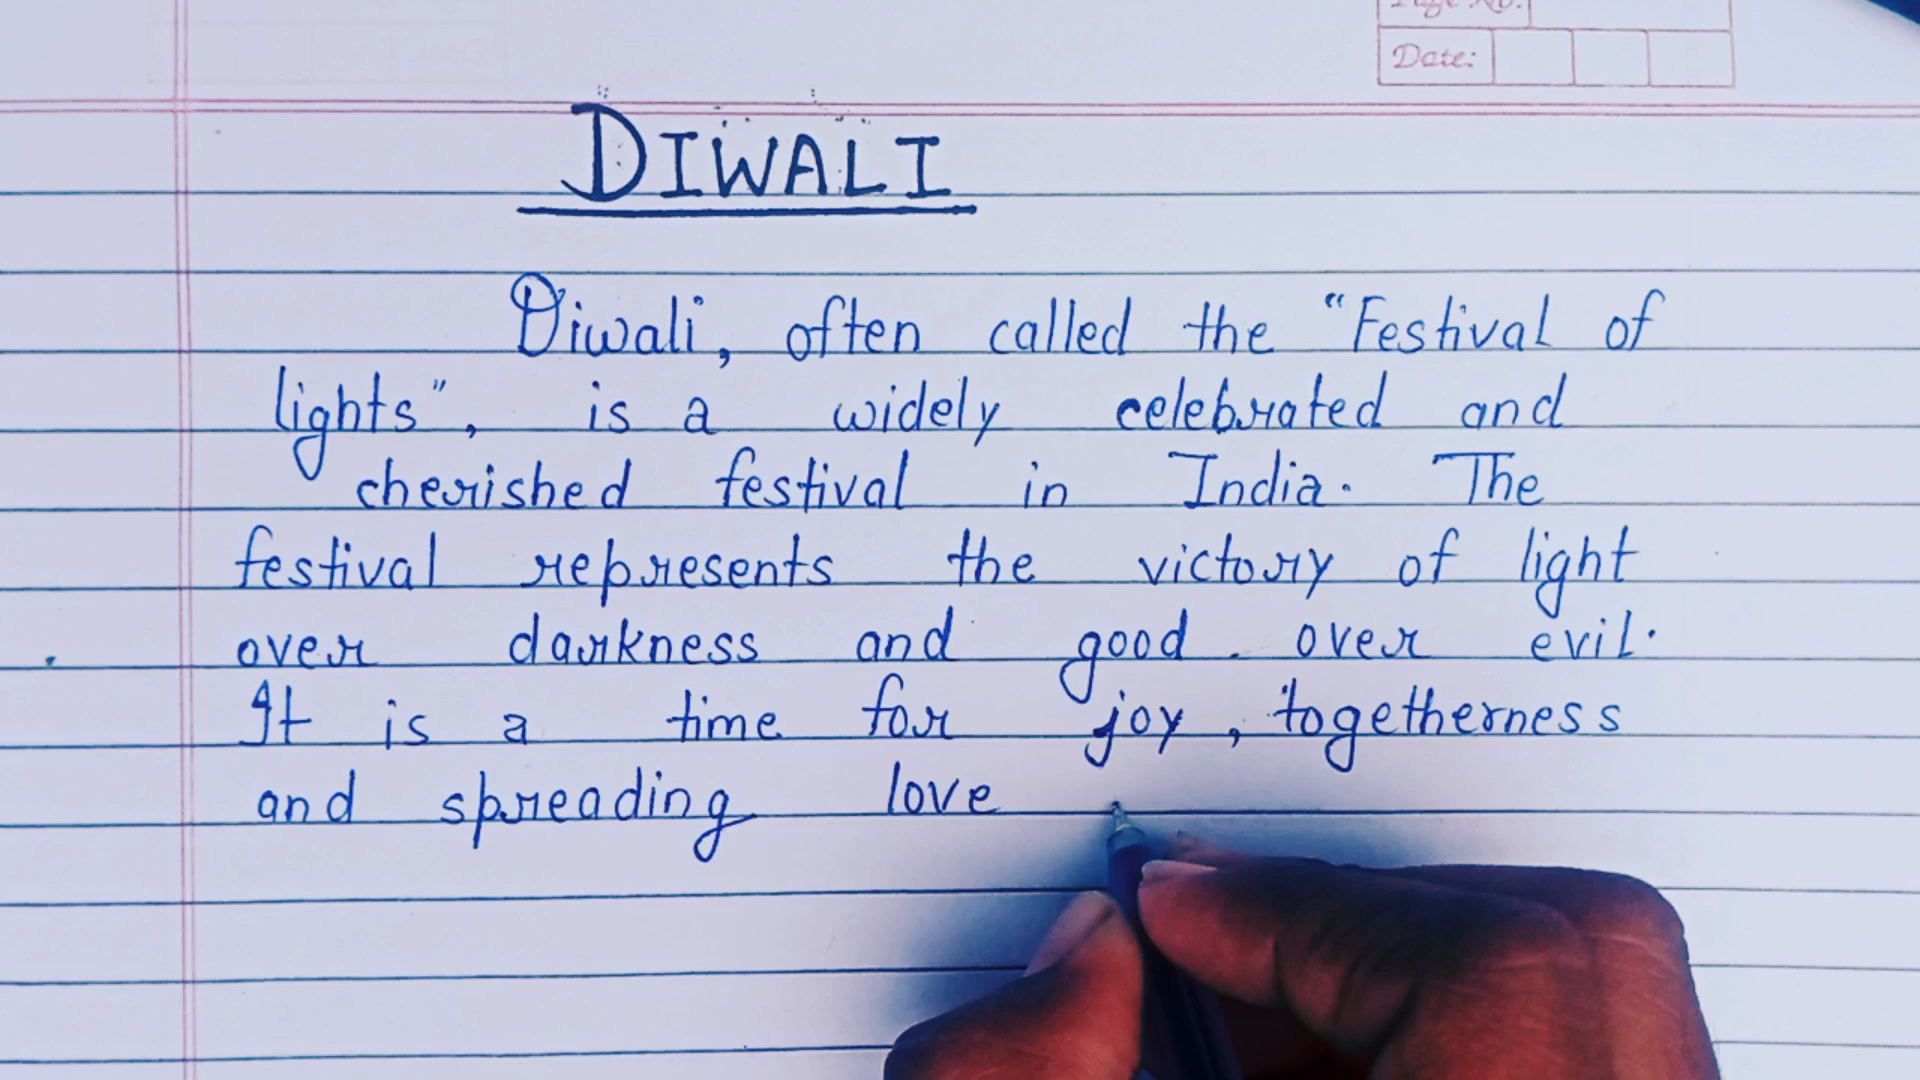 Page No.
Date:
DIWALI
Diwali, often called the "Festival of
lights", is a widely celebrated and
cherished festival in India. The
festival represents the victory of light
over darkness and good over evil.
It is a time for joy, togetherness
and spreading love